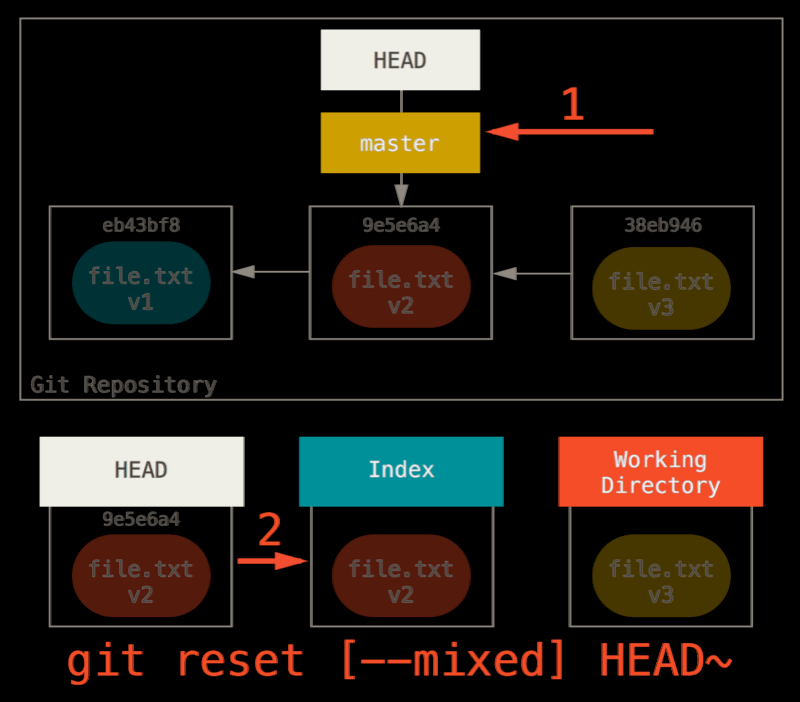 HEAD
1
master
eb43bf8
9e5e6a4
38eb946
file.txt
v1
file.txt
v2
file.txt
v3
Git Repository
HEAD
Index
Working
Directory
9e5e6a4
2
file.txt
v2
file.txt
v2
file.txt
v3
git reset [--mixed] HEAD~